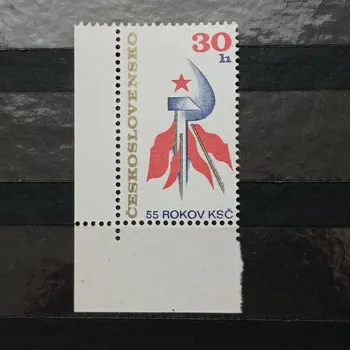 ČESKOSLOVENSKO
30
h
55 ROKOV KSČ